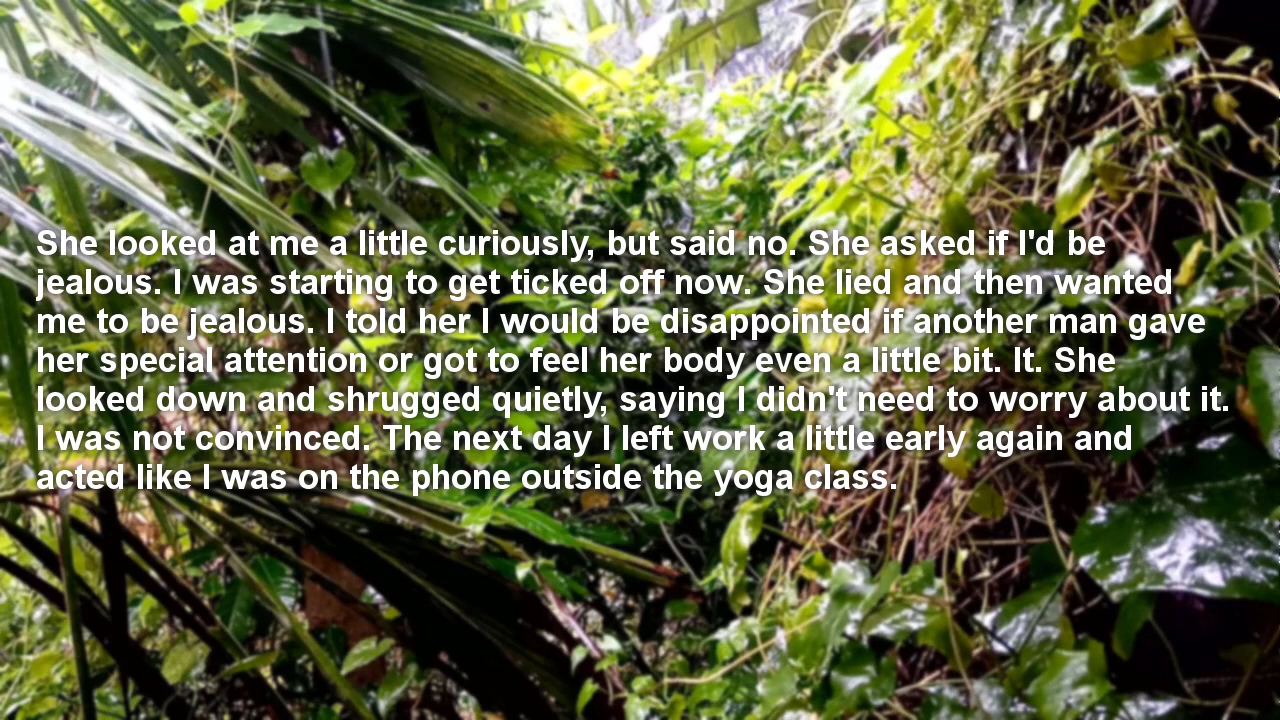 She looked at me a little curiously, but said no. She asked if I'd be
jealous. I was starting to get ticked off now. She lied and then wanted
me to be jealous. I told her I would be disappointed if another man gave
her special attention or got to feel her body even a little bit. It. She
looked down and shrugged quietly, saying I didn't need to worry about it.
I was not convinced. The next day I left work a little early again and
acted like I was on the phone outside the yoga class.